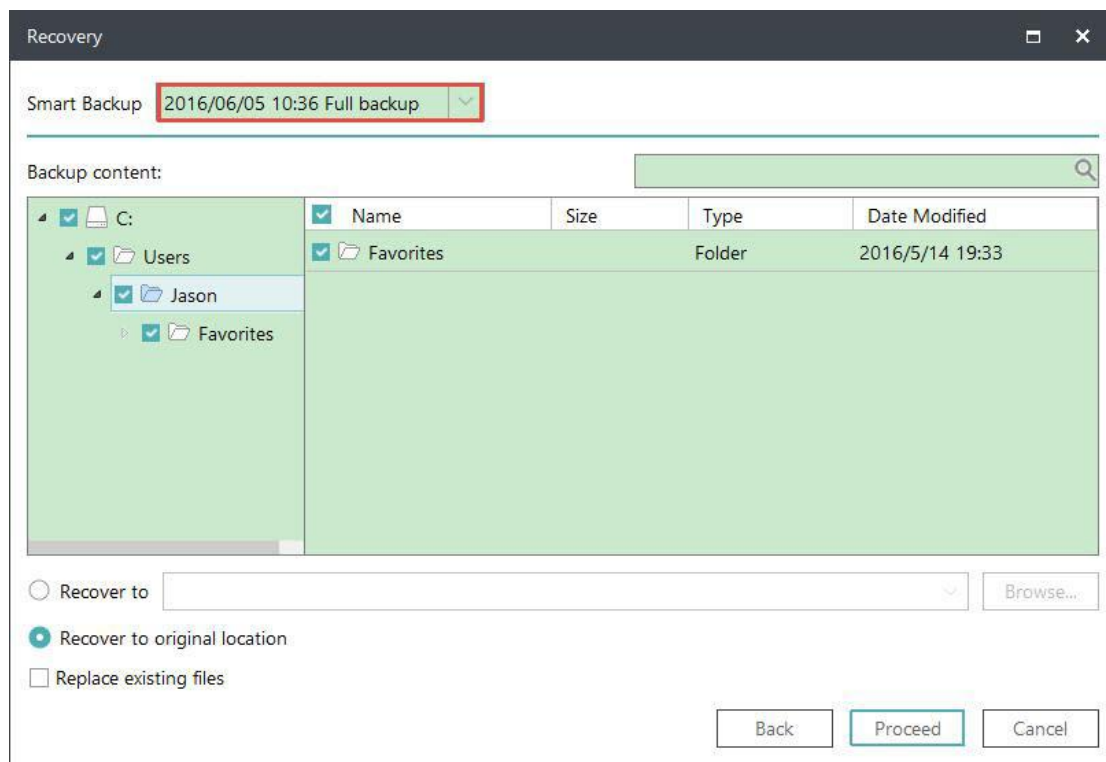 Recovery
Smart Backup 2016/06/05 10:36 Full backup
Backup content:
C:
Users
Jason
Favorites
Name Size Type Date Modified
Favorites Folder 2016/5/14 19:33
Recover to Browse...
Recover to original location
Replace existing files
Back Proceed Cancel